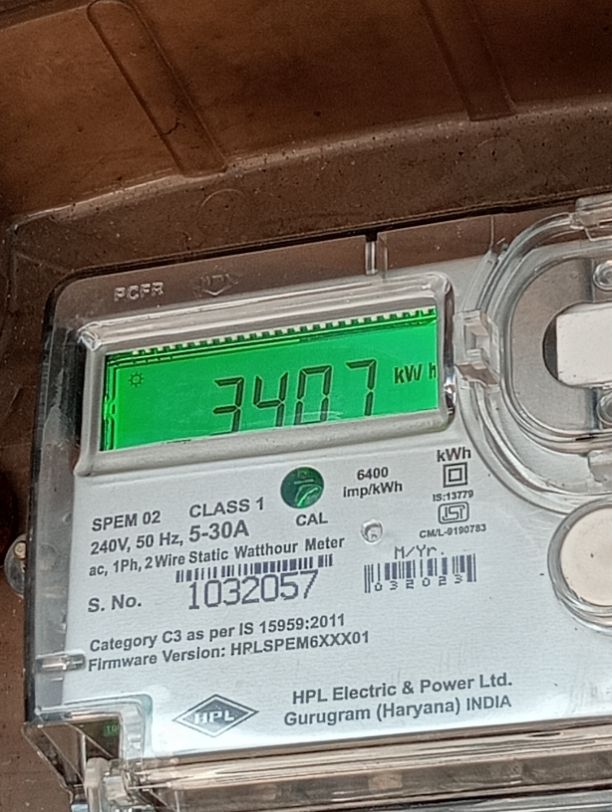 PCFR HPL
3407 kWh
6400
imp/kWh
kWh
IS:13779
ISI
CM/L-9190783
SPEM 02 CLASS 1
CAL
240V, 50 Hz, 5-30A
ac, 1Ph, 2 Wire Static Watthour Meter
M/Yr.
032023
S. No. 1032057
Category C3 as per IS 15959:2011
Firmware Version: HPLSPEM6XXX01
HPL
HPL Electric & Power Ltd.
Gurugram (Haryana) INDIA